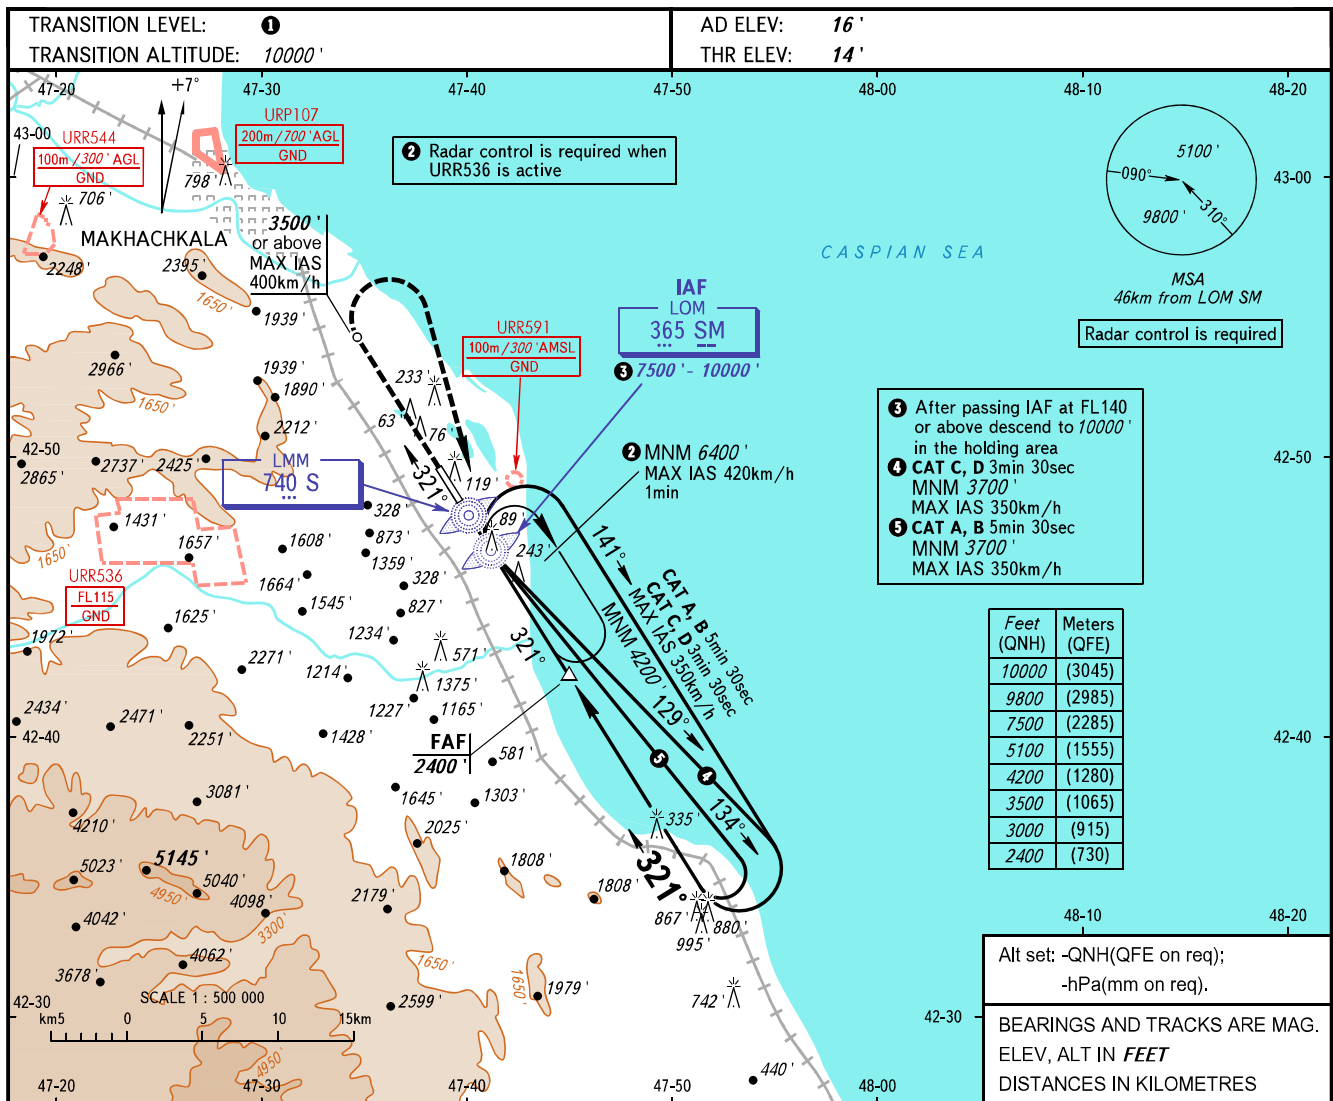 TRANSITION LEVEL: 1
TRANSITION ALTITUDE: 10000'
AD ELEV: 16'
THR ELEV: 14'
47-20
47-30
47-40
47-50
48-00
48-10
48-20
+7°
43-00
URR544
100m/300'AGL
GND
706'
URP107
200m/700'AGL
GND
798'
2 Radar control is required when
URR536 is active
5100'
090°
9800'
310°
43-00
MSA
46km from LOM SM
Radar control is required
CASPIAN SEA
MAKHACHKALA
3500'
or above
MAX IAS
400km/h
2248'
2395'
1650'
1939'
IAF
LOM
365 SM
3 7500'- 10000'
URR591
100m/300'AMSL
GND
2966'
1650'
1939'
1890'
2212'
233'
63'
76'
119'
3 After passing IAF at FL140
or above descend to 10000'
in the holding area
4 CAT C, D 3min 30sec
MNM 3700'
MAX IAS 350km/h
5 CAT A, B 5min 30sec
MNM 3700'
MAX IAS 350km/h
2 MNM 6400'
MAX IAS 420km/h
1min
42-50
42-50
2865'
2737'
2425'
LMM
740 S
321°
328'
89'
243'
1431'
1657'
1608'
873'
1359'
1664'
328'
1650'
URR536
FL115
GND
1545'
827'
1625'
1234'
571'
1972'
2271'
1214'
1375'
1227'
1165'
141°
CAT A, B 5min 30sec
CAT C, D 3min 30sec
MAX IAS 350km/h
MNM 4200'
321°
129°
134°
5
4
Feet
(QNH)
Meters
(QFE)
10000 (3045)
9800 (2985)
7500 (2285)
5100 (1555)
4200 (1280)
3500 (1065)
3000 (915)
2400 (730)
2434'
2471'
2251'
1428'
42-40
42-40
FAF
2400'
581'
3081'
1645'
1303'
4210'
2025'
335'
5145'
5023'
5040'
4950'
4098'
3300'
2179'
1808'
1808'
321°
867'
880'
995'
4042'
4062'
3678'
1650'
1650'
1979'
742'
2599'
48-10
48-20
42-30
SCALE 1 : 500 000
km5 0 5 10 15km
4950'
42-30
440'
Alt set: -QNH(QFE on req);
-hPa(mm on req).
BEARINGS AND TRACKS ARE MAG.
ELEV, ALT IN FEET
DISTANCES IN KILOMETRES
47-20
47-30
47-40
47-50
48-00